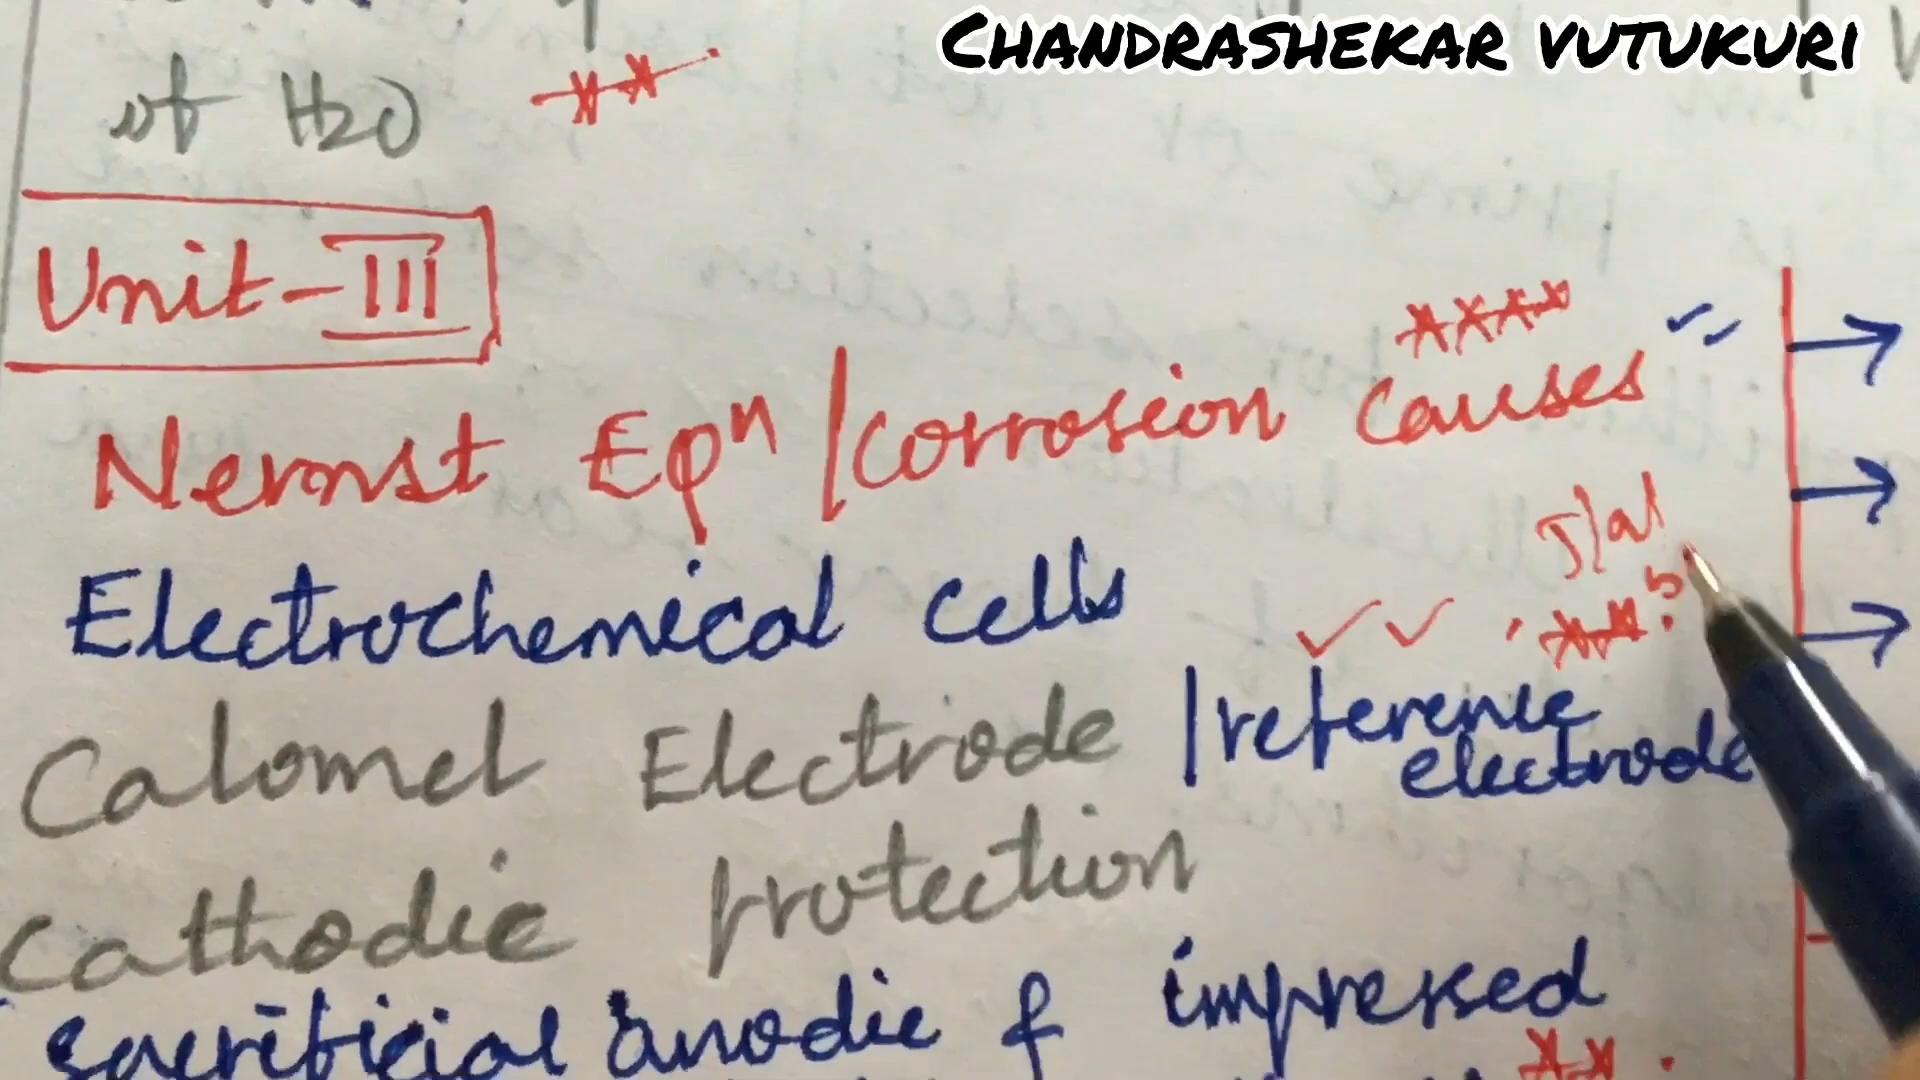 CHANDRASHEKAR VUTUKURI
of H2O
Unit-III
Nernst Eqn/corrosion causes
Electrochemical cells
Calomel Electrode /reference electrode
Cathodic protection
sacrificial anodic & impressed